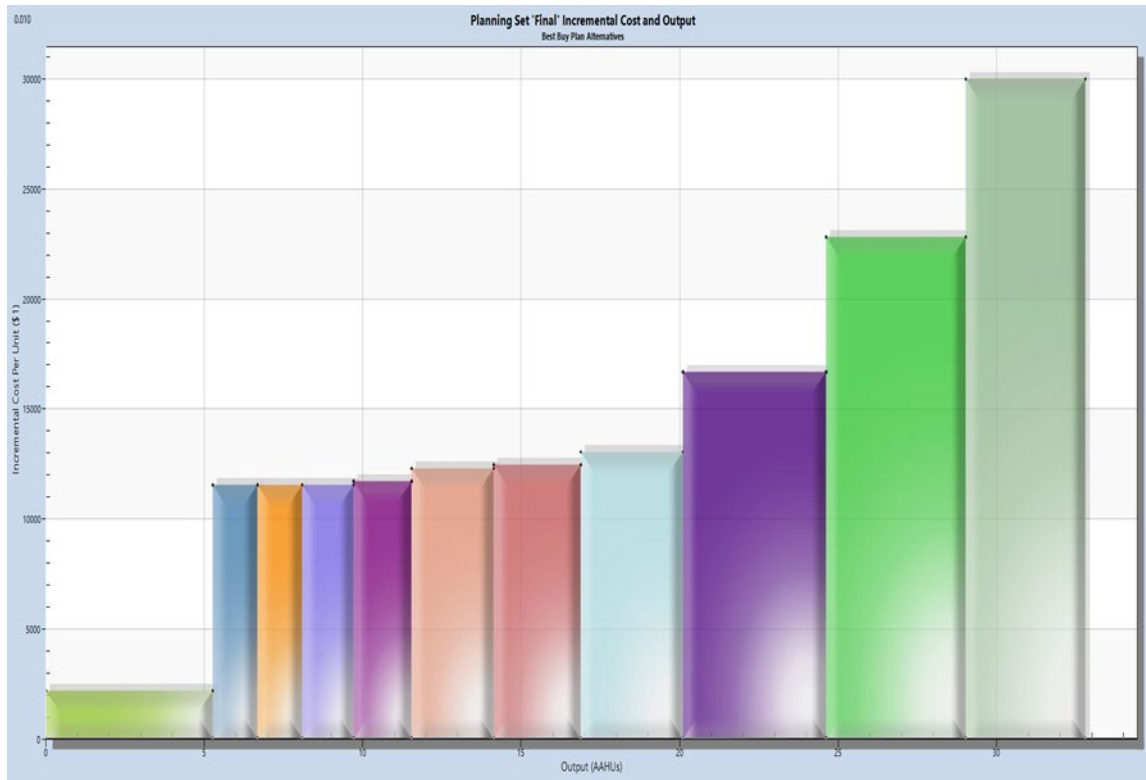 0.010
Planning Set 'Final' Incremental Cost and Output
Best Buy Plan Alternatives
Incremental Cost Per Unit ($1)
30000
25000
20000
15000
10000
5000
0
0 5 10 15 20 25 30
Output (AAHUs)